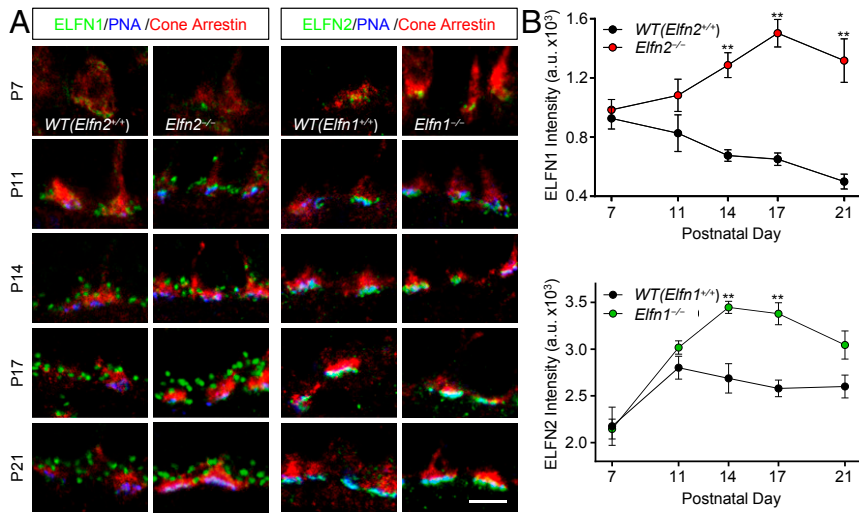 A
ELFN1/PNA/Cone Arrestin
ELFN2/PNA/Cone Arrestin
P7
WT(Elfn2+/+)
Elfn2−/−
WT(Elfn1+/+)
Elfn1−/−
P11
P14
P17
P21
B
ELFN1 Intensity (a.u. x10³)
1.6
1.2
0.8
0.4
WT(Elfn2+/+)
Elfn2−/−
**
**
**
7 11 14 17 21
Postnatal Day
ELFN2 Intensity (a.u. x10³)
3.5
3.0
2.5
2.0
WT(Elfn1+/+)
Elfn1−/−
**
**
7 11 14 17 21
Postnatal Day